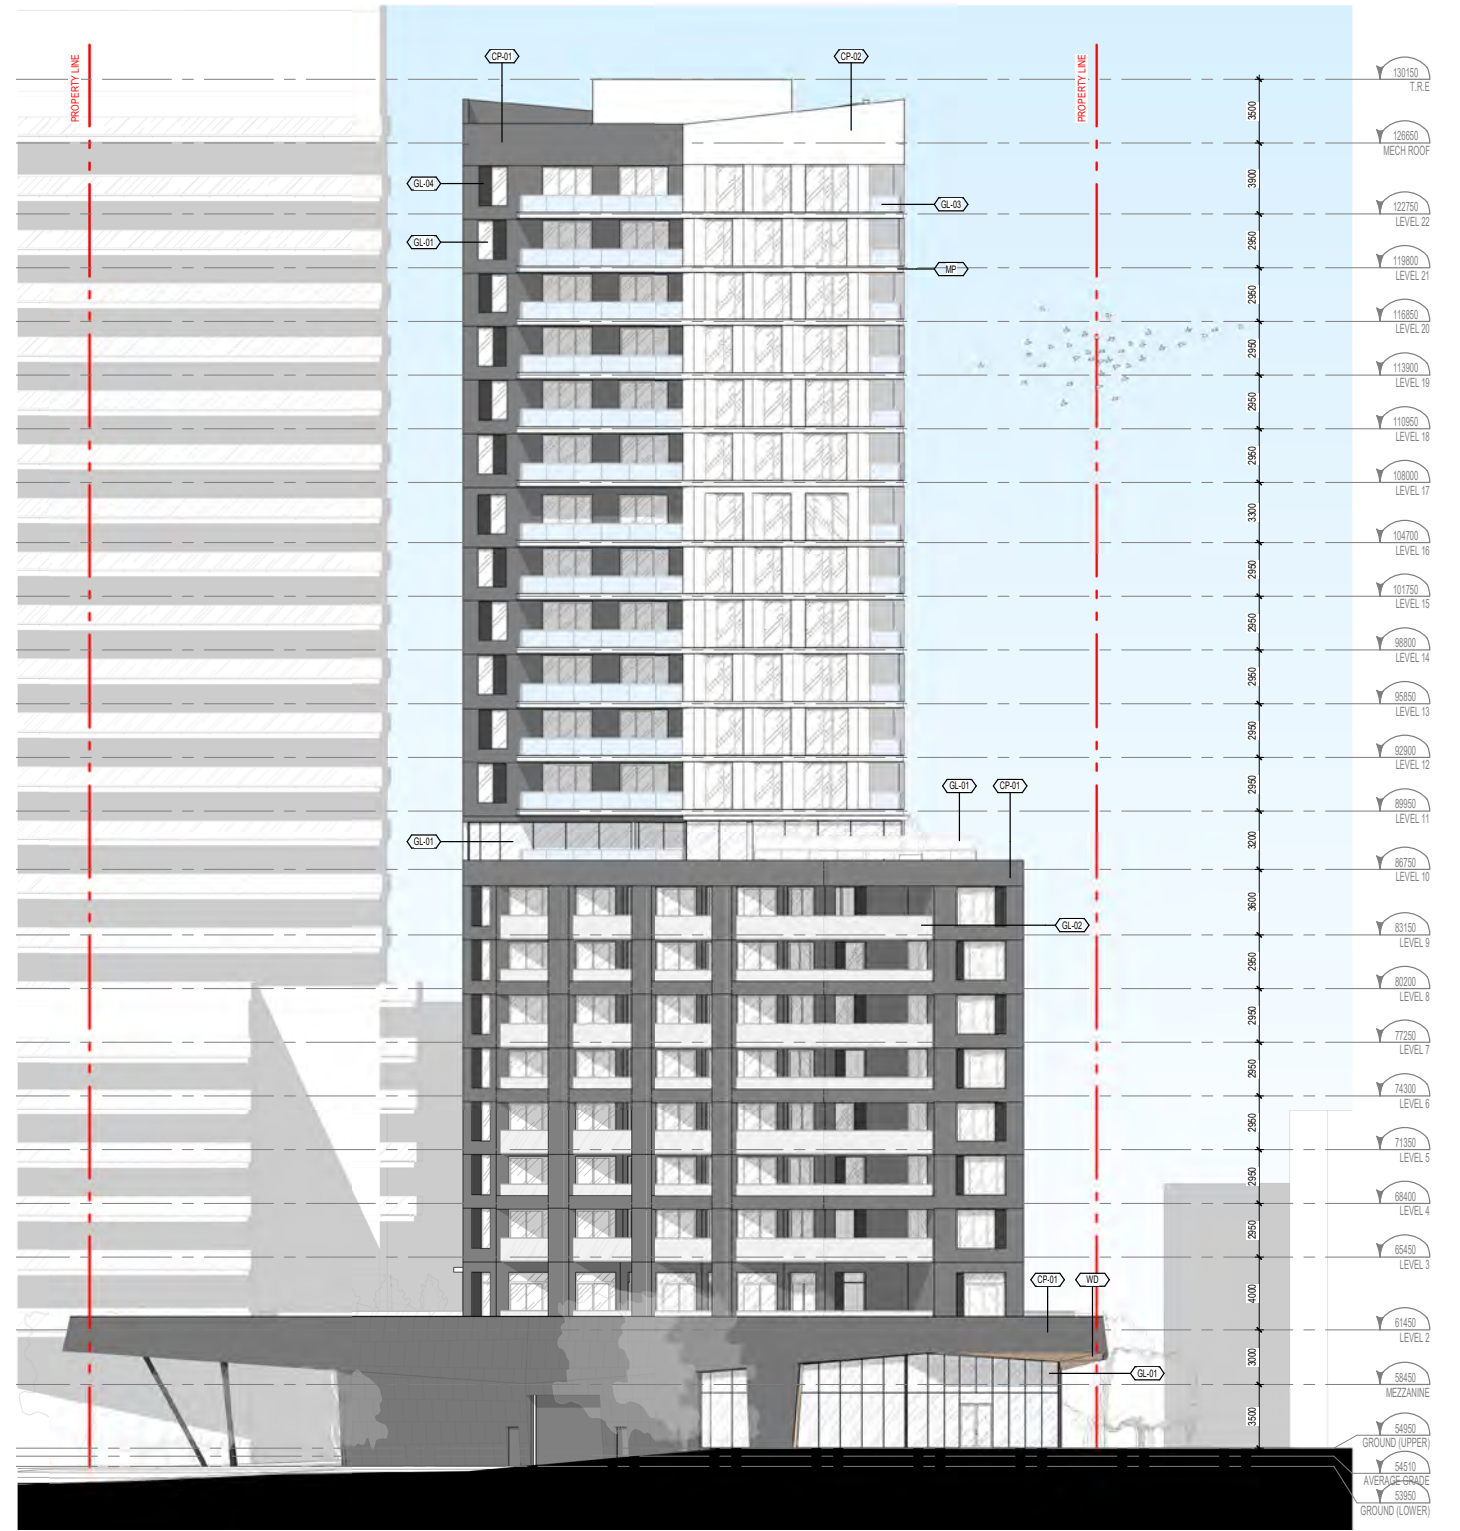 PROPERTY LINE
CP-01
CP-02
PROPERTY LINE
130150
T.R.E
3500
126650
MECH ROOF
3900
GL-04
GL-03
122750
LEVEL 22
2950
GL-01
MP
119800
LEVEL 21
2950
116850
LEVEL 20
2950
113900
LEVEL 19
2950
110950
LEVEL 18
2950
108000
LEVEL 17
3300
104700
LEVEL 16
2950
101750
LEVEL 15
2950
98800
LEVEL 14
2950
95850
LEVEL 13
2950
92900
LEVEL 12
2950
GL-01
CP-01
89950
LEVEL 11
GL-01
3200
86750
LEVEL 10
3600
GL-02
83150
LEVEL 9
2950
80200
LEVEL 8
2950
77250
LEVEL 7
2950
74300
LEVEL 6
2950
71350
LEVEL 5
2950
68400
LEVEL 4
2950
65450
LEVEL 3
CP-01
WD
4000
61450
LEVEL 2
3000
GL-01
58450
MEZZANINE
3500
54950
GROUND (UPPER)
54510
AVERAGE GRADE
53950
GROUND (LOWER)